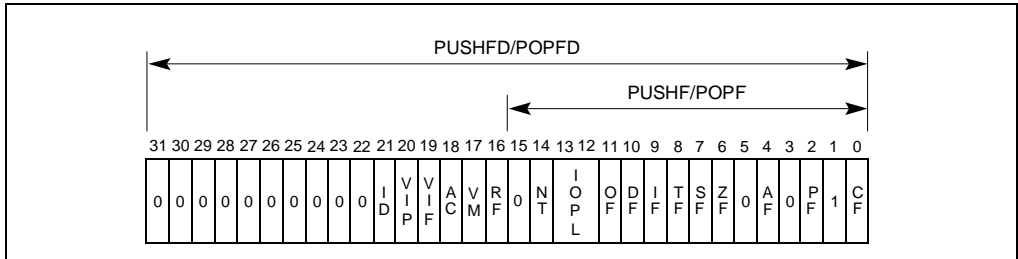 PUSHFD/POPFD
PUSHF/POPF
31 30 29 28 27 26 25 24 23 22 21 20 19 18 17 16 15 14 13 12 11 10 9 8 7 6 5 4 3 2 1 0
0 0 0 0 0 0 0 0 0 0 ID VIP VIF AC VM RF 0 NT IOPL OF DF IF TF SF ZF 0 AF 0 PF 1 CF